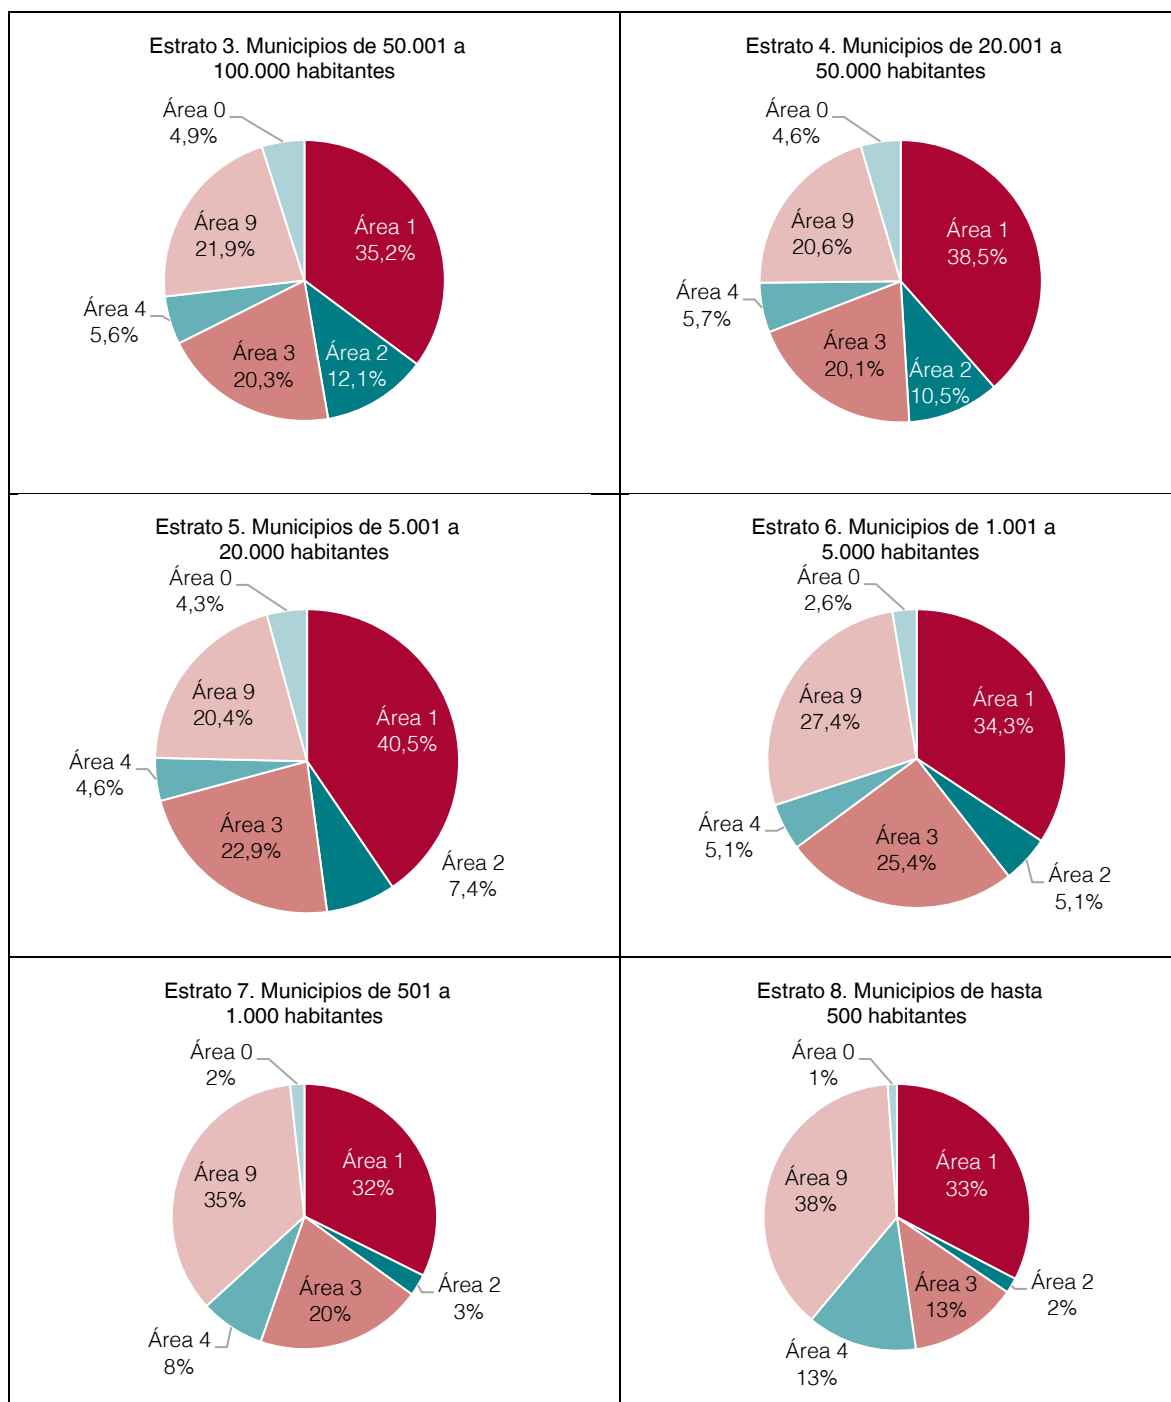 Estrato 3. Municipios de 50.001 a
100.000 habitantes
Área 0
4,9%
Área 1
35,2%
Área 2
12,1%
Área 3
20,3%
Área 4
5,6%
Área 9
21,9%
Estrato 4. Municipios de 20.001 a
50.000 habitantes
Área 0
4,6%
Área 1
38,5%
Área 2
10,5%
Área 3
20,1%
Área 4
5,7%
Área 9
20,6%
Estrato 5. Municipios de 5.001 a
20.000 habitantes
Área 0
4,3%
Área 1
40,5%
Área 2
7,4%
Área 3
22,9%
Área 4
4,6%
Área 9
20,4%
Estrato 6. Municipios de 1.001 a
5.000 habitantes
Área 0
2,6%
Área 1
34,3%
Área 2
5,1%
Área 3
25,4%
Área 4
5,1%
Área 9
27,4%
Estrato 7. Municipios de 501 a
1.000 habitantes
Área 0
2%
Área 1
32%
Área 2
3%
Área 3
20%
Área 4
8%
Área 9
35%
Estrato 8. Municipios de hasta
500 habitantes
Área 0
1%
Área 1
33%
Área 2
2%
Área 3
13%
Área 4
13%
Área 9
38%